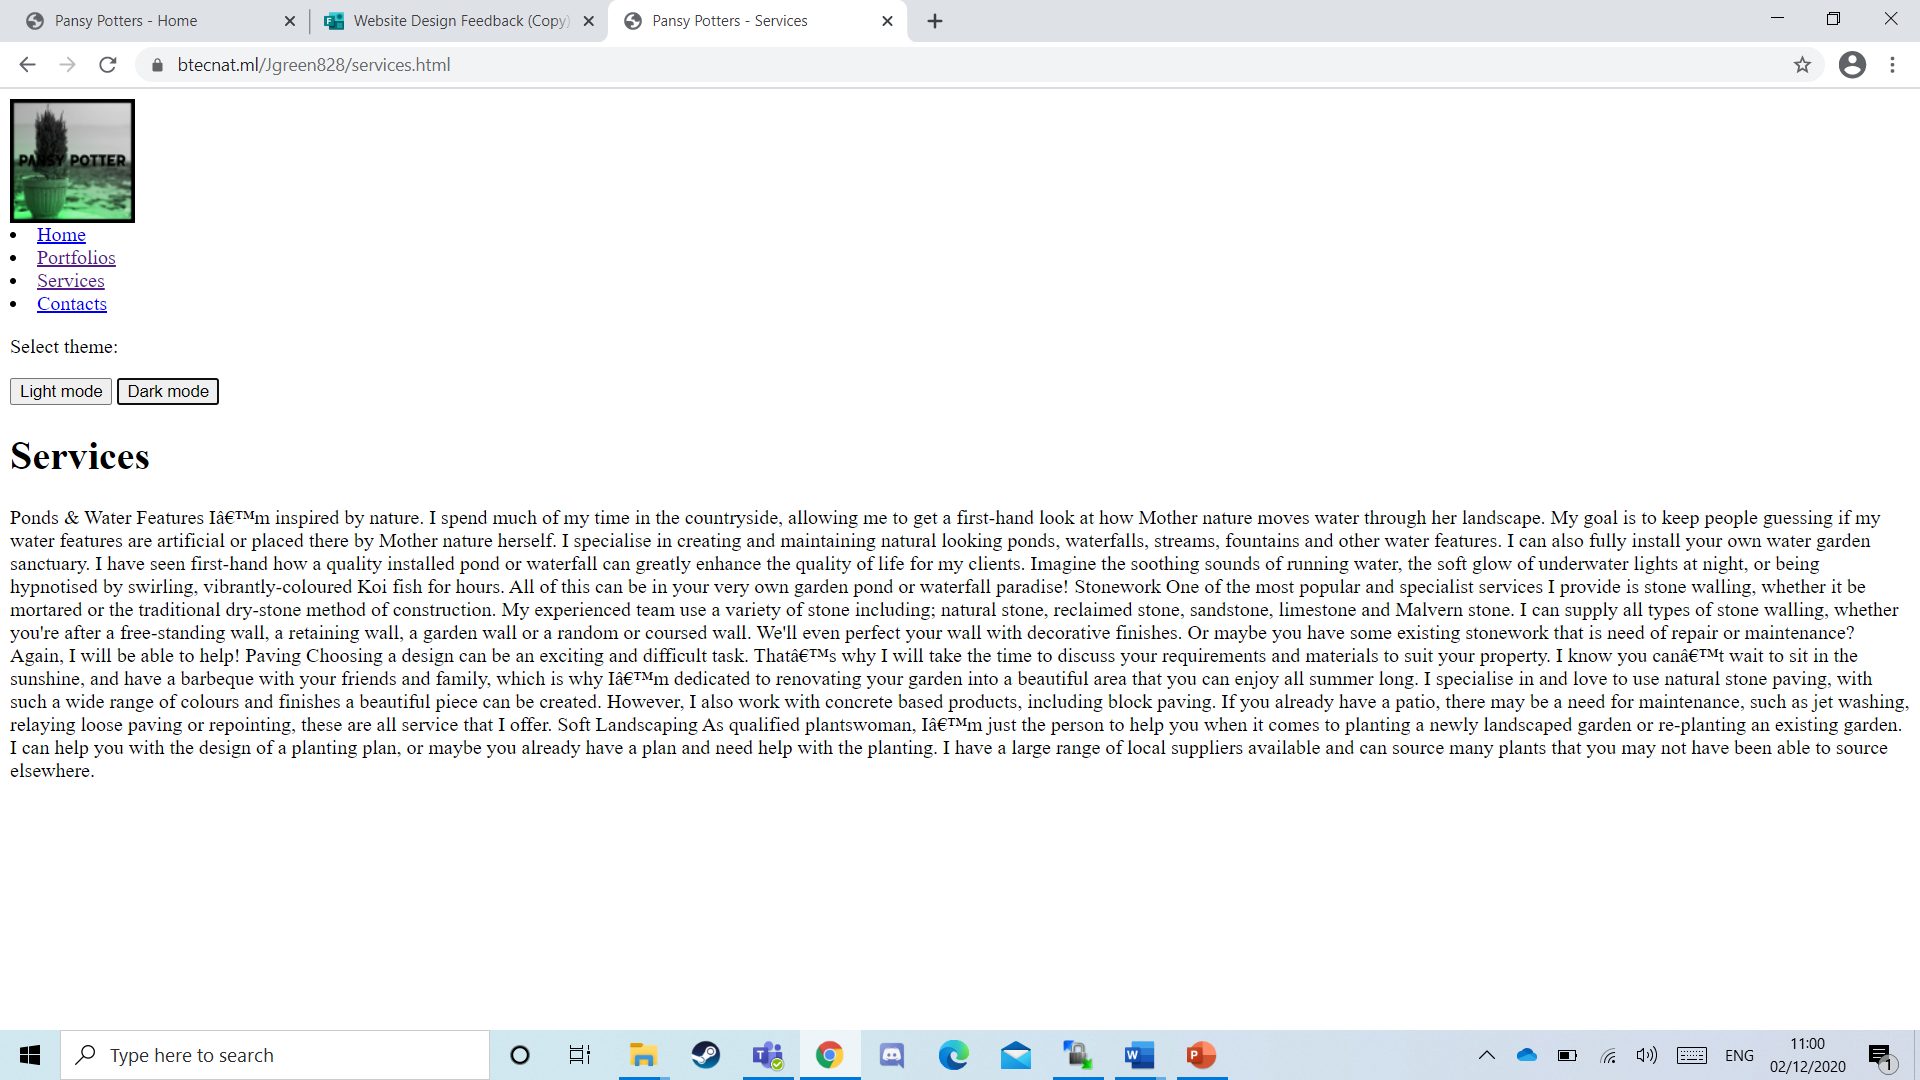 Pansy Potters - Home
Website Design Feedback (Copy)
Pansy Potters - Services
btecnat.ml/Jgreen828/services.html
PANSY POTTER
Home
Portfolios
Services
Contacts
Select theme:
Light mode Dark mode
Services
Ponds & Water Features Iâ€™m inspired by nature. I spend much of my time in the countryside, allowing me to get a first-hand look at how Mother nature moves water through her landscape. My goal is to keep people guessing if my
water features are artificial or placed there by Mother nature herself. I specialise in creating and maintaining natural looking ponds, waterfalls, streams, fountains and other water features. I can also fully install your own water garden
sanctuary. I have seen first-hand how a quality installed pond or waterfall can greatly enhance the quality of life for my clients. Imagine the soothing sounds of running water, the soft glow of underwater lights at night, or being
hypnotised by swirling, vibrantly-coloured Koi fish for hours. All of this can be in your very own garden pond or waterfall paradise! Stonework One of the most popular and specialist services I provide is stone walling, whether it be
mortared or the traditional dry-stone method of construction. My experienced team use a variety of stone including; natural stone, reclaimed stone, sandstone, limestone and Malvern stone. I can supply all types of stone walling, whether
you're after a free-standing wall, a retaining wall, a garden wall or a random or coursed wall. We'll even perfect your wall with decorative finishes. Or maybe you have some existing stonework that is need of repair or maintenance?
Again, I will be able to help! Paving Choosing a design can be an exciting and difficult task. Thatâ€™s why I will take the time to discuss your requirements and materials to suit your property. I know you canâ€™t wait to sit in the
sunshine, and have a barbeque with your friends and family, which is why Iâ€™m dedicated to renovating your garden into a beautiful area that you can enjoy all summer long. I specialise in and love to use natural stone paving, with
such a wide range of colours and finishes a beautiful piece can be created. However, I also work with concrete based products, including block paving. If you already have a patio, there may be a need for maintenance, such as jet washing,
relaying loose paving or repointing, these are all service that I offer. Soft Landscaping As qualified plantswoman, Iâ€™m just the person to help you when it comes to planting a newly landscaped garden or re-planting an existing garden.
I can help you with the design of a planting plan, or maybe you already have a plan and need help with the planting. I have a large range of local suppliers available and can source many plants that you may not have been able to source
elsewhere.
Type here to search
ENG
11:00
02/12/2020
1